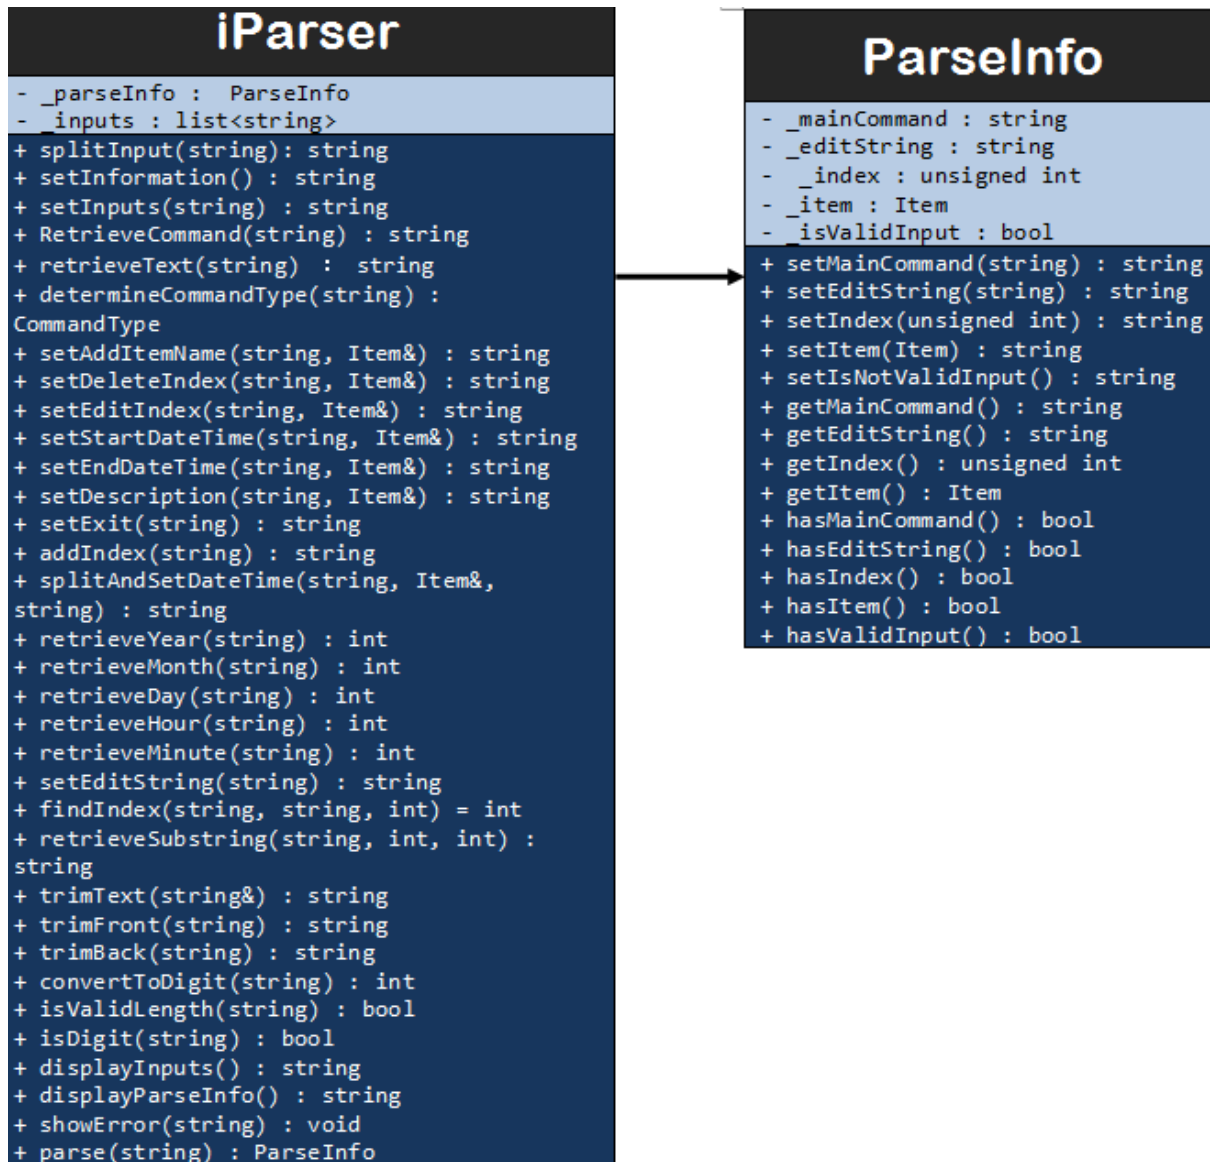 iParser
- _parseInfo :  ParseInfo
- _inputs : list<string>
+ splitInput(string): string
+ setInformation() : string
+ setInputs(string) : string
+ RetrieveCommand(string) : string
+ retrieveText(string)  :  string
+ determineCommandType(string) :
CommandType
+ setAddItemName(string, Item&) : string
+ setDeleteIndex(string, Item&) : string
+ setEditIndex(string, Item&) : string
+ setStartDateTime(string, Item&) : string
+ setEndDateTime(string, Item&) : string
+ setDescription(string, Item&) : string
+ setExit(string) : string
+ addIndex(string) : string
+ splitAndSetDateTime(string, Item&,
string) : string
+ retrieveYear(string) : int
+ retrieveMonth(string) : int
+ retrieveDay(string) : int
+ retrieveHour(string) : int
+ retrieveMinute(string) : int
+ setEditString(string) : string
+ findIndex(string, string, int) = int
+ retrieveSubstring(string, int, int) :
string
+ trimText(string&) : string
+ trimFront(string) : string
+ trimBack(string) : string
+ convertToDigit(string) : int
+ isValidLength(string) : bool
+ isDigit(string) : bool
+ displayInputs() : string
+ displayParseInfo() : string
+ showError(string) : void
+ parse(string) : ParseInfo
ParseInfo
- _mainCommand : string
- _editString : string
-  _index : unsigned int
- _item : Item
- _isValidInput : bool
+ setMainCommand(string) : string
+ setEditString(string) : string
+ setIndex(unsigned int) : string
+ setItem(Item) : string
+ setIsNotValidInput() : string
+ getMainCommand() : string
+ getEditString() : string
+ getIndex() : unsigned int
+ getItem() : Item
+ hasMainCommand() : bool
+ hasEditString() : bool
+ hasIndex() : bool
+ hasItem() : bool
+ hasValidInput() : bool